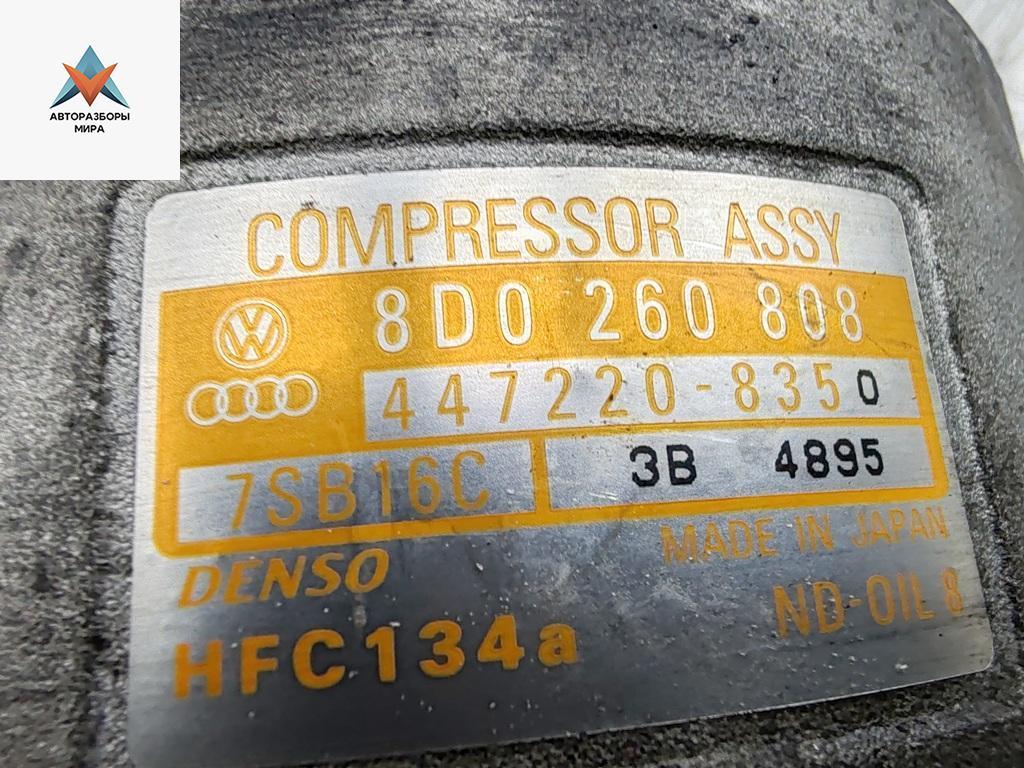 АВТОРАЗБОРЫ
МИРА
COMPRESSOR ASSY
8D0 260 808
447220-8350
7SB16C
3B 4895
DENSO
MADE IN JAPAN
HFC134a
ND-OIL 8